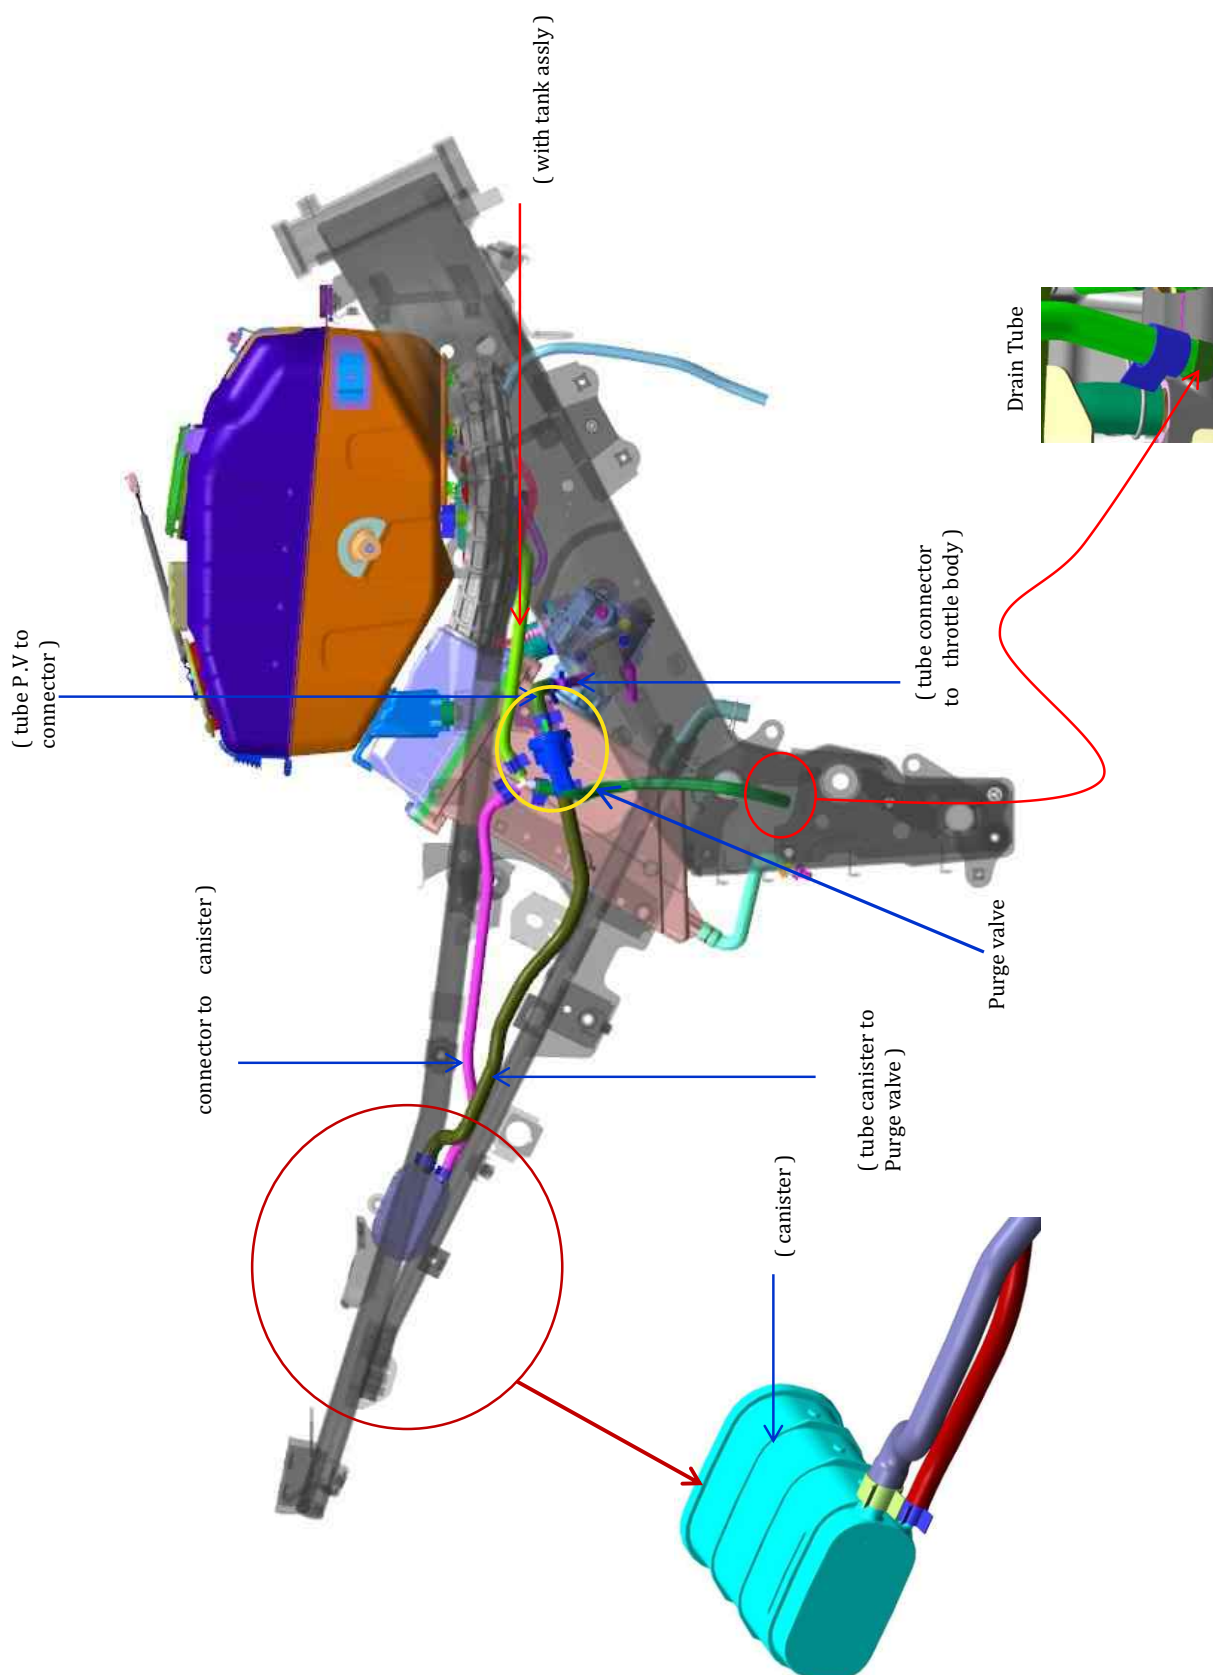 ( tube P.V to
connector )
( with tank assly)
connector to canister )
Drain Tube
( tube connector
to throttle body )
( tube canister to
Purge valve )
Purge valve
( canister )